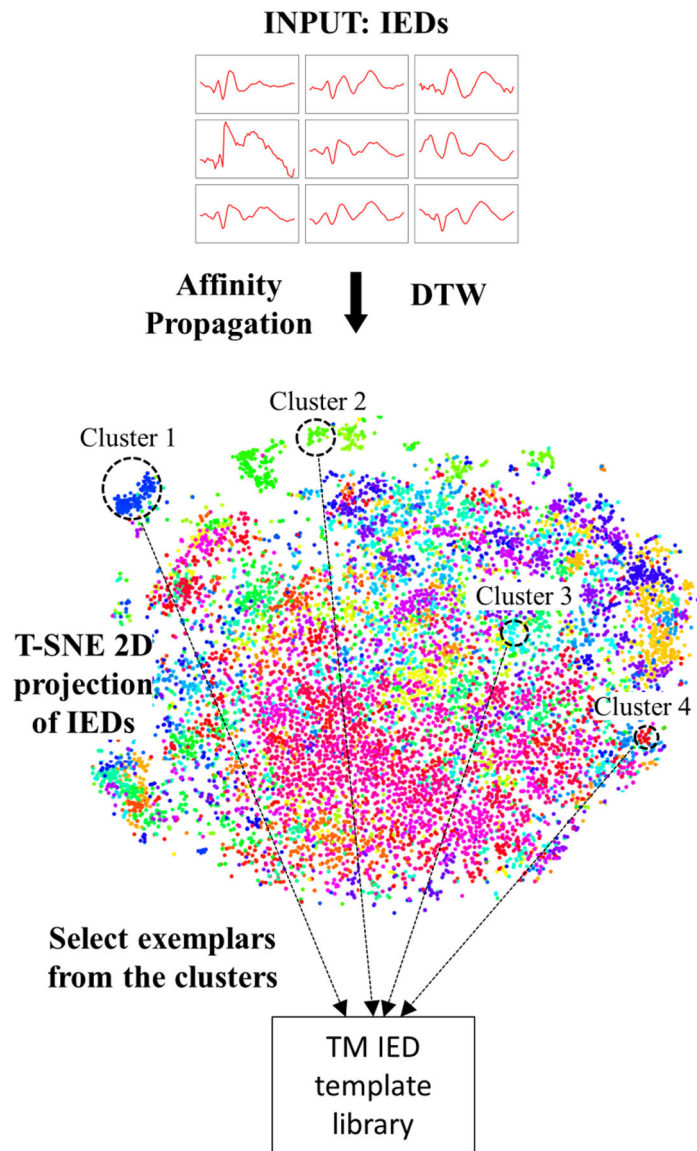 INPUT: IEDs
Affinity
Propagation
DTW
Cluster 1
Cluster 2
Cluster 3
Cluster 4
T-SNE 2D
projection
of IEDs
Select exemplars
from the clusters
TM IED
template
library